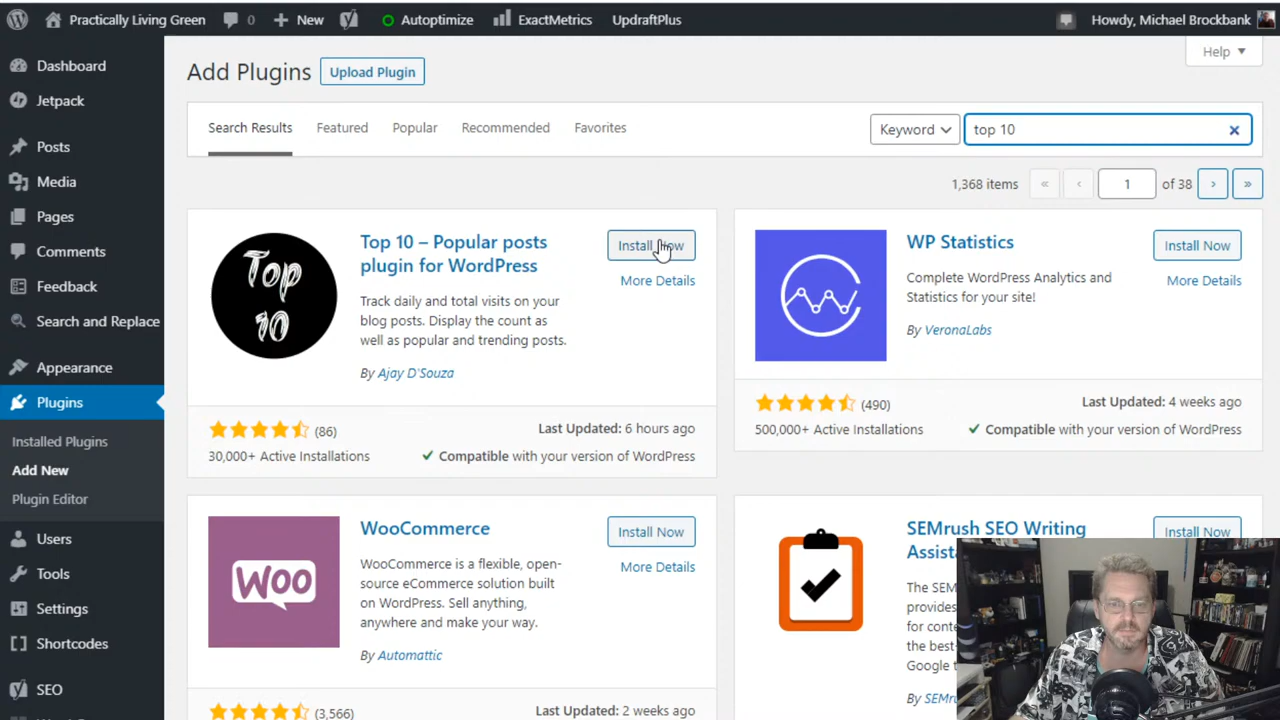 Practically Living Green
0
New
Autoptimize
ExactMetrics
UpdraftPlus
Howdy, Michael Brockbank
Help
Dashboard
Jetpack
Posts
Media
Pages
Comments
Feedback
Search and Replace
Appearance
Plugins
Installed Plugins
Add New
Plugin Editor
Users
Tools
Settings
Shortcodes
SEO
Add Plugins
Upload Plugin
Search Results
Featured
Popular
Recommended
Favorites
Keyword
top 10
1,368 items
«
‹
1
of 38
›
»
Top 10
Top 10 – Popular posts
plugin for WordPress
Install Now
More Details
Track daily and total visits on your
blog posts. Display the count as
well as popular and trending posts.
By Ajay D'Souza
(86)
Last Updated: 6 hours ago
30,000+ Active Installations
Compatible with your version of WordPress
WP Statistics
Install Now
More Details
Complete WordPress Analytics and
Statistics for your site!
By VeronaLabs
(490)
Last Updated: 4 weeks ago
500,000+ Active Installations
Compatible with your version of WordPress
Woo
WooCommerce
Install Now
More Details
WooCommerce is a flexible, open-
source eCommerce solution built
on WordPress. Sell anything,
anywhere and make your way.
By Automattic
(3,566)
Last Updated: 2 weeks ago
SEMrush SEO Writing
Install Now
The
provides
for
the
Google
By